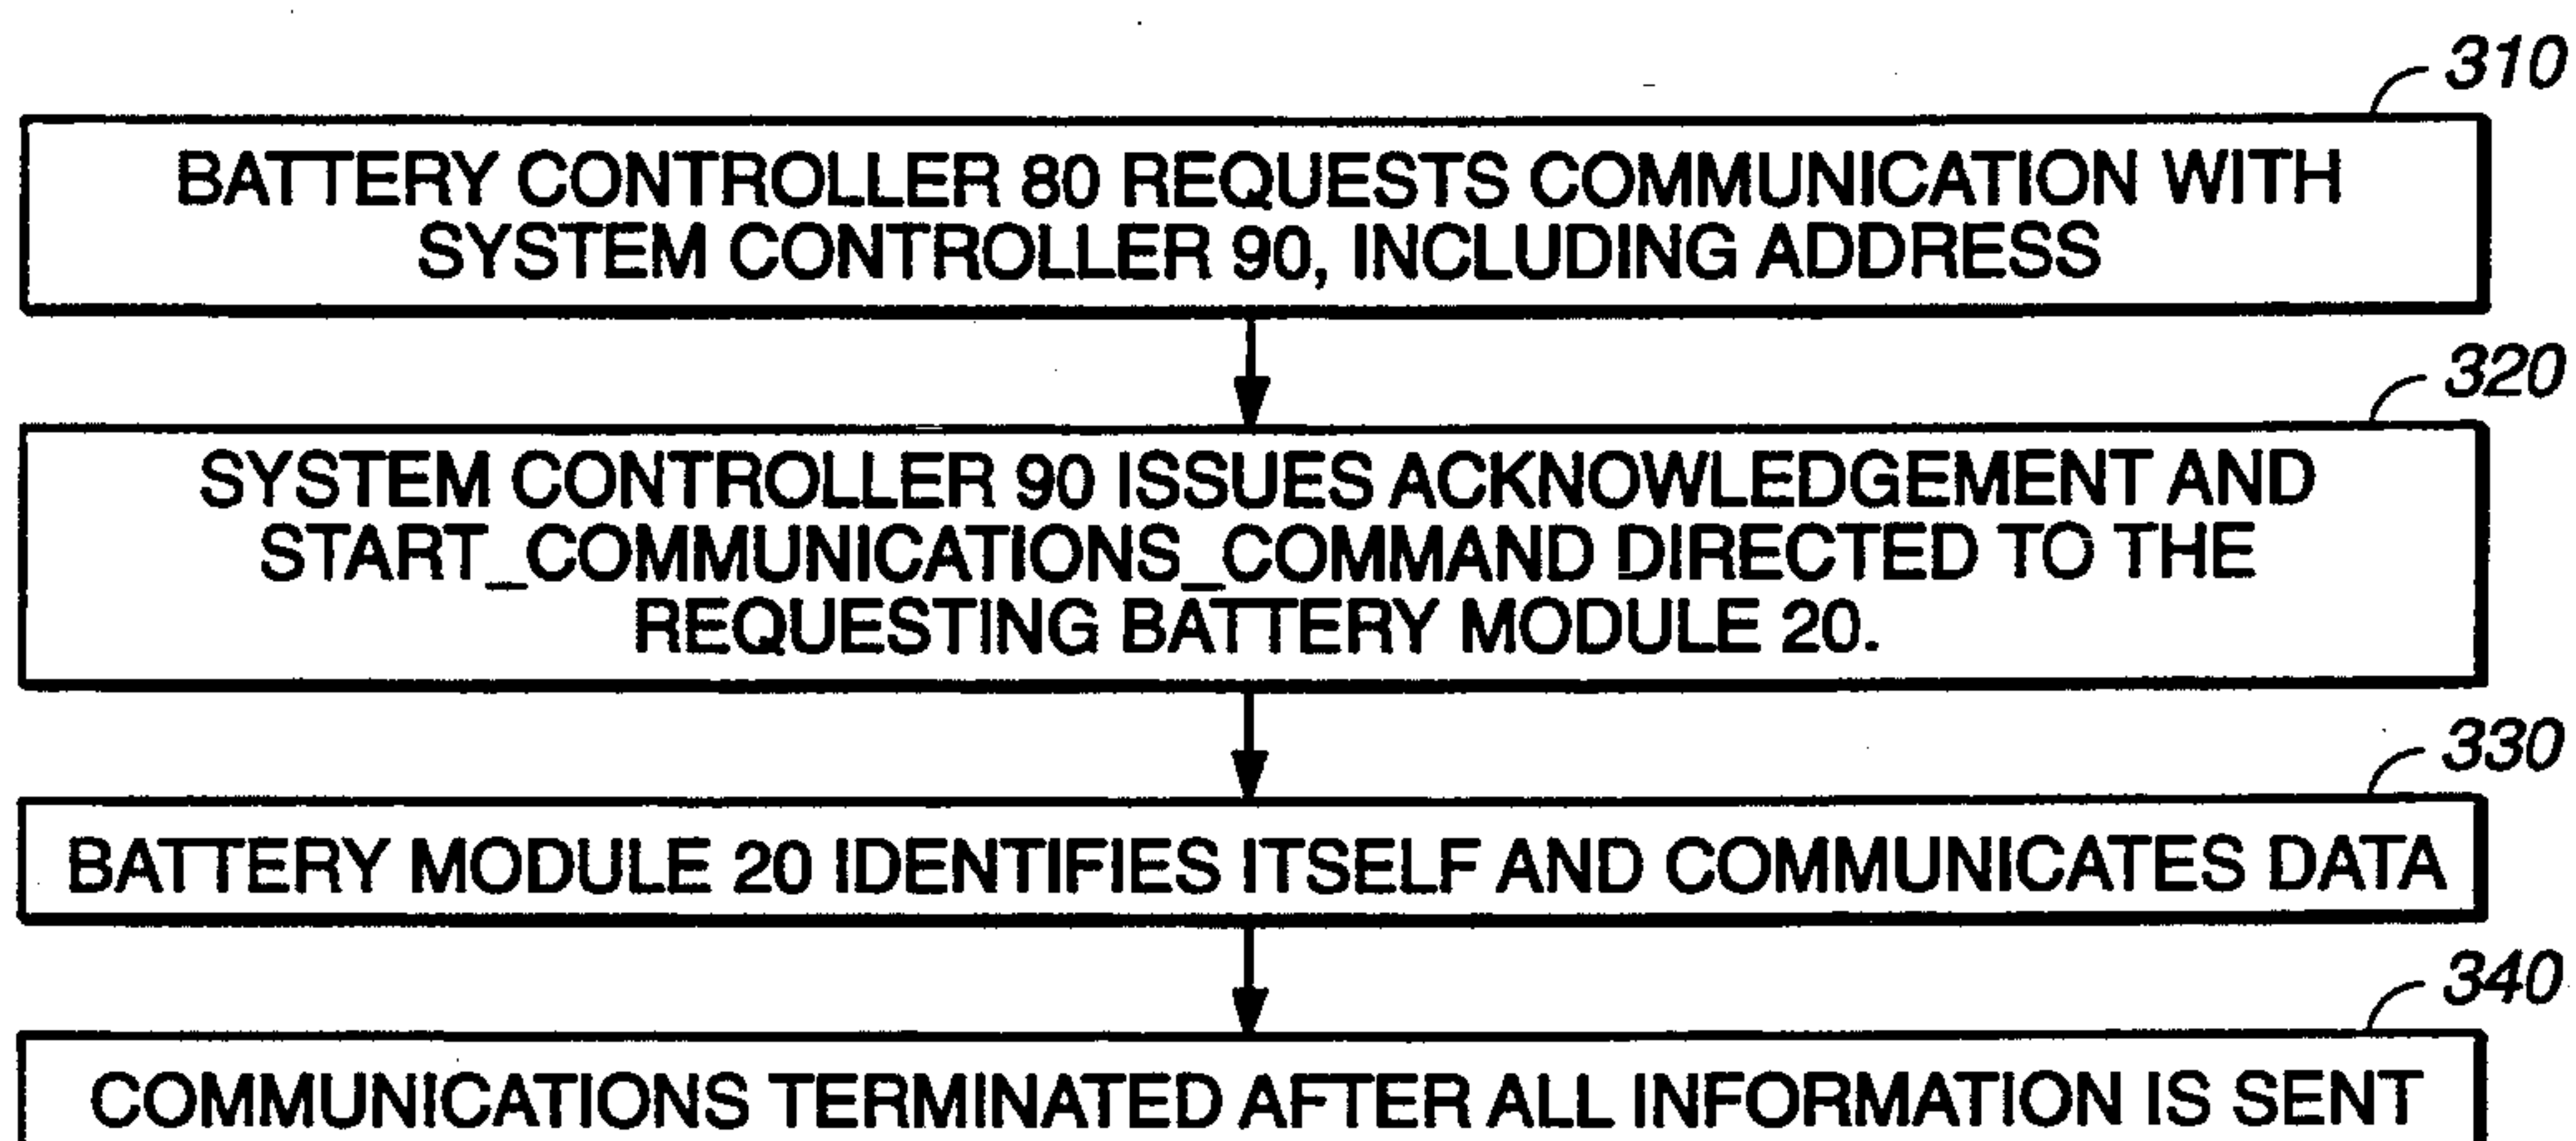 310
BATTERY CONTROLLER 80 REQUESTS COMMUNICATION WITH
SYSTEM CONTROLLER 90, INCLUDING ADDRESS
320
SYSTEM CONTROLLER 90 ISSUES ACKNOWLEDGEMENT AND
START_COMMUNICATIONS_COMMAND DIRECTED TO THE
REQUESTING BATTERY MODULE 20.
330
BATTERY MODULE 20 IDENTIFIES ITSELF AND COMMUNICATES DATA
340
COMMUNICATIONS TERMINATED AFTER ALL INFORMATION IS SENT